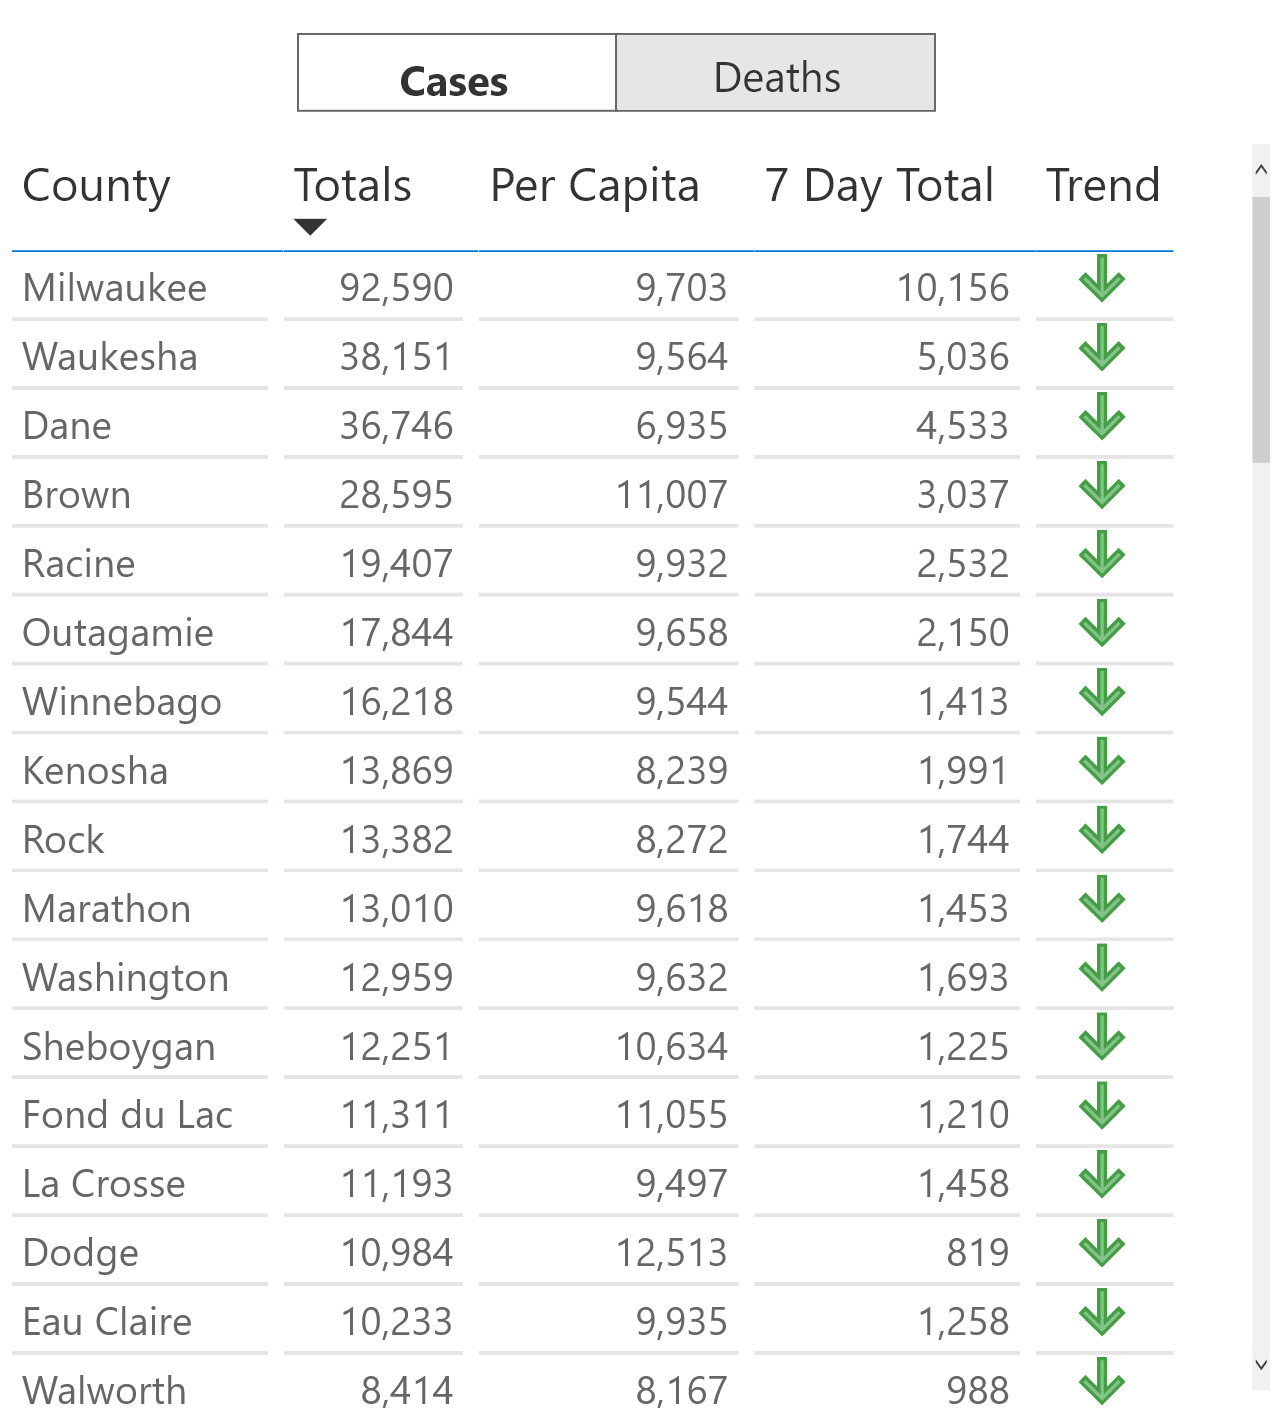 Cases Deaths
County Totals Per Capita 7 Day Total Trend
Milwaukee 92,590 9,703 10,156
Waukesha 38,151 9,564 5,036
Dane 36,746 6,935 4,533
Brown 28,595 11,007 3,037
Racine 19,407 9,932 2,532
Outagamie 17,844 9,658 2,150
Winnebago 16,218 9,544 1,413
Kenosha 13,869 8,239 1,991
Rock 13,382 8,272 1,744
Marathon 13,010 9,618 1,453
Washington 12,959 9,632 1,693
Sheboygan 12,251 10,634 1,225
Fond du Lac 11,311 11,055 1,210
La Crosse 11,193 9,497 1,458
Dodge 10,984 12,513 819
Eau Claire 10,233 9,935 1,258
Walworth 8,414 8,167 988